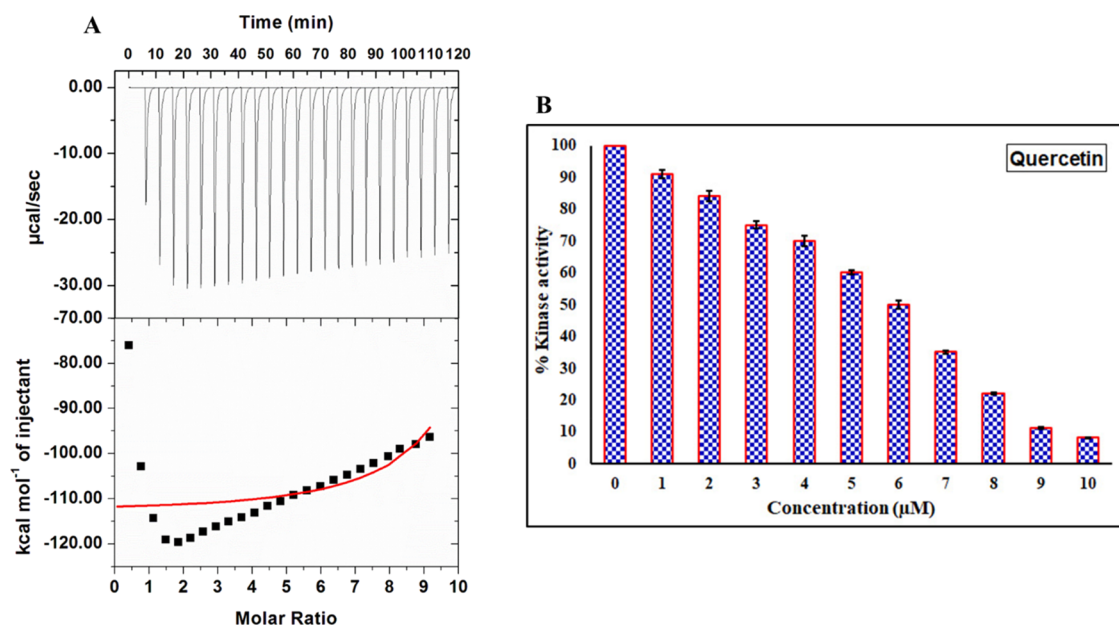 A
Time (min)
0 10 20 30 40 50 60 70 80 90 100 110 120
0.00
-10.00
-20.00
-30.00
µcal/sec
-70.00
-80.00
-90.00
-100.00
-110.00
-120.00
kcal mol⁻¹ of injectant
0 1 2 3 4 5 6 7 8 9 10
Molar Ratio
B
Quercetin
100
90
80
70
60
50
40
30
20
10
0
% Kinase activity
0 1 2 3 4 5 6 7 8 9 10
Concentration (µM)